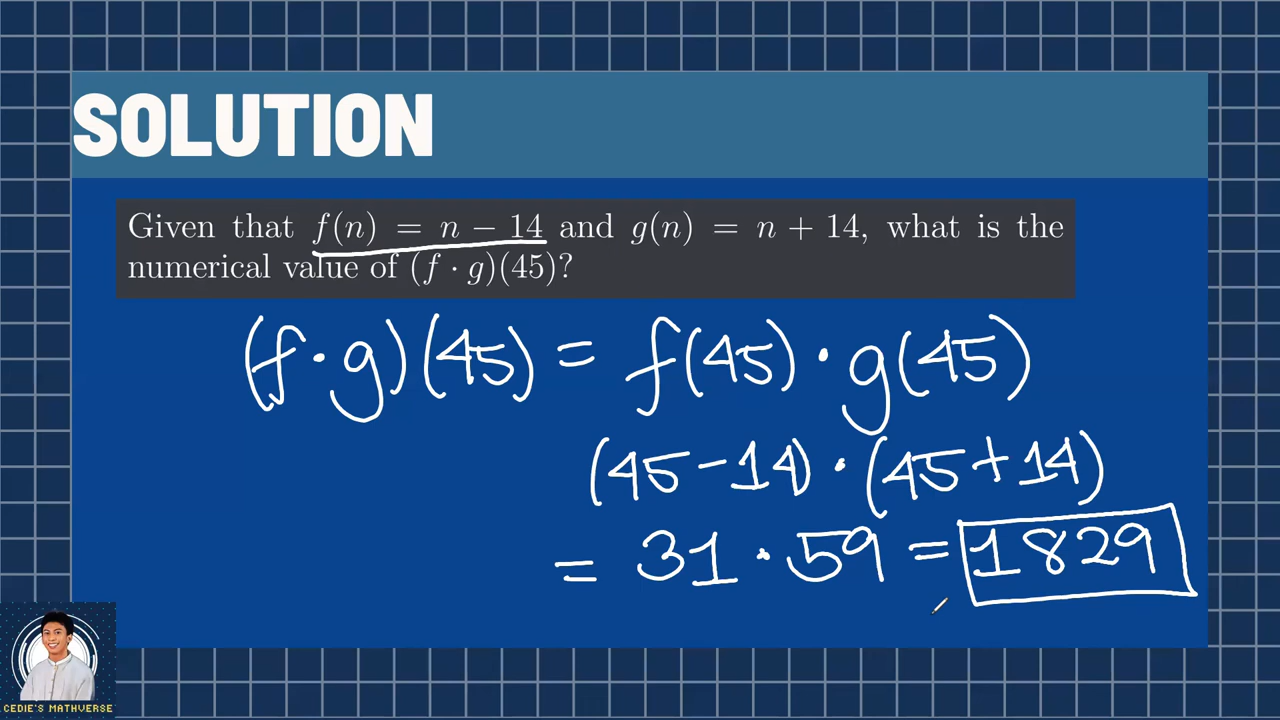 SOLUTION
Given that f(n) = n − 14 and g(n) = n + 14, what is the
numerical value of (f · g)(45)?
(f · g)(45) = f(45) · g(45)
(45 − 14) · (45 + 14)
= 31 · 59 = 1829
CEDIE'S MATHVERSE